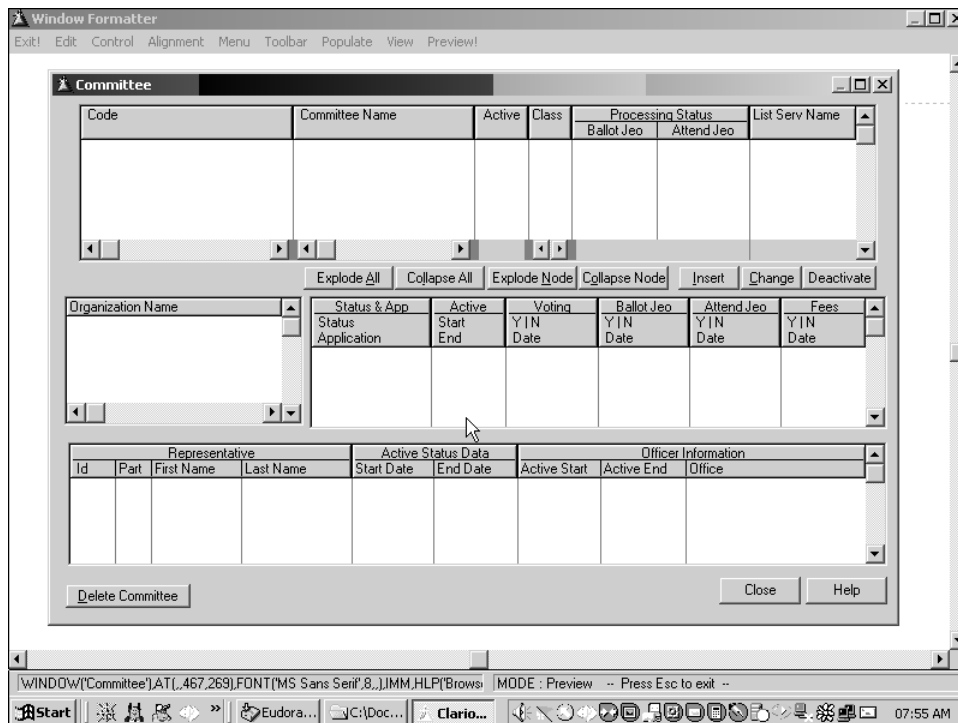 Window Formatter
Exit! Edit Control Alignment Menu Toolbar Populate View Preview!
Committee
Code Committee Name Active Class Processing Status List Serv Name
Ballot Jeo Attend Jeo
Explode All Collapse All Explode Node Collapse Node Insert Change Deactivate
Organization Name Status & App Active Voting Ballot Jeo Attend Jeo Fees
Status Start Y|N Y|N Y|N Y|N
Application End Date Date Date Date
Representative Active Status Data Officer Information
Id Part First Name Last Name Start Date End Date Active Start Active End Office
Delete Committee Close Help
WINDOW('Committee'),AT(,,467,269),FONT('MS Sans Serif',8,,),IMM,HLP('Brows MODE : Preview -- Press Esc to exit --
Start » Eudora... C:\Doc... Clario... 07:55 AM